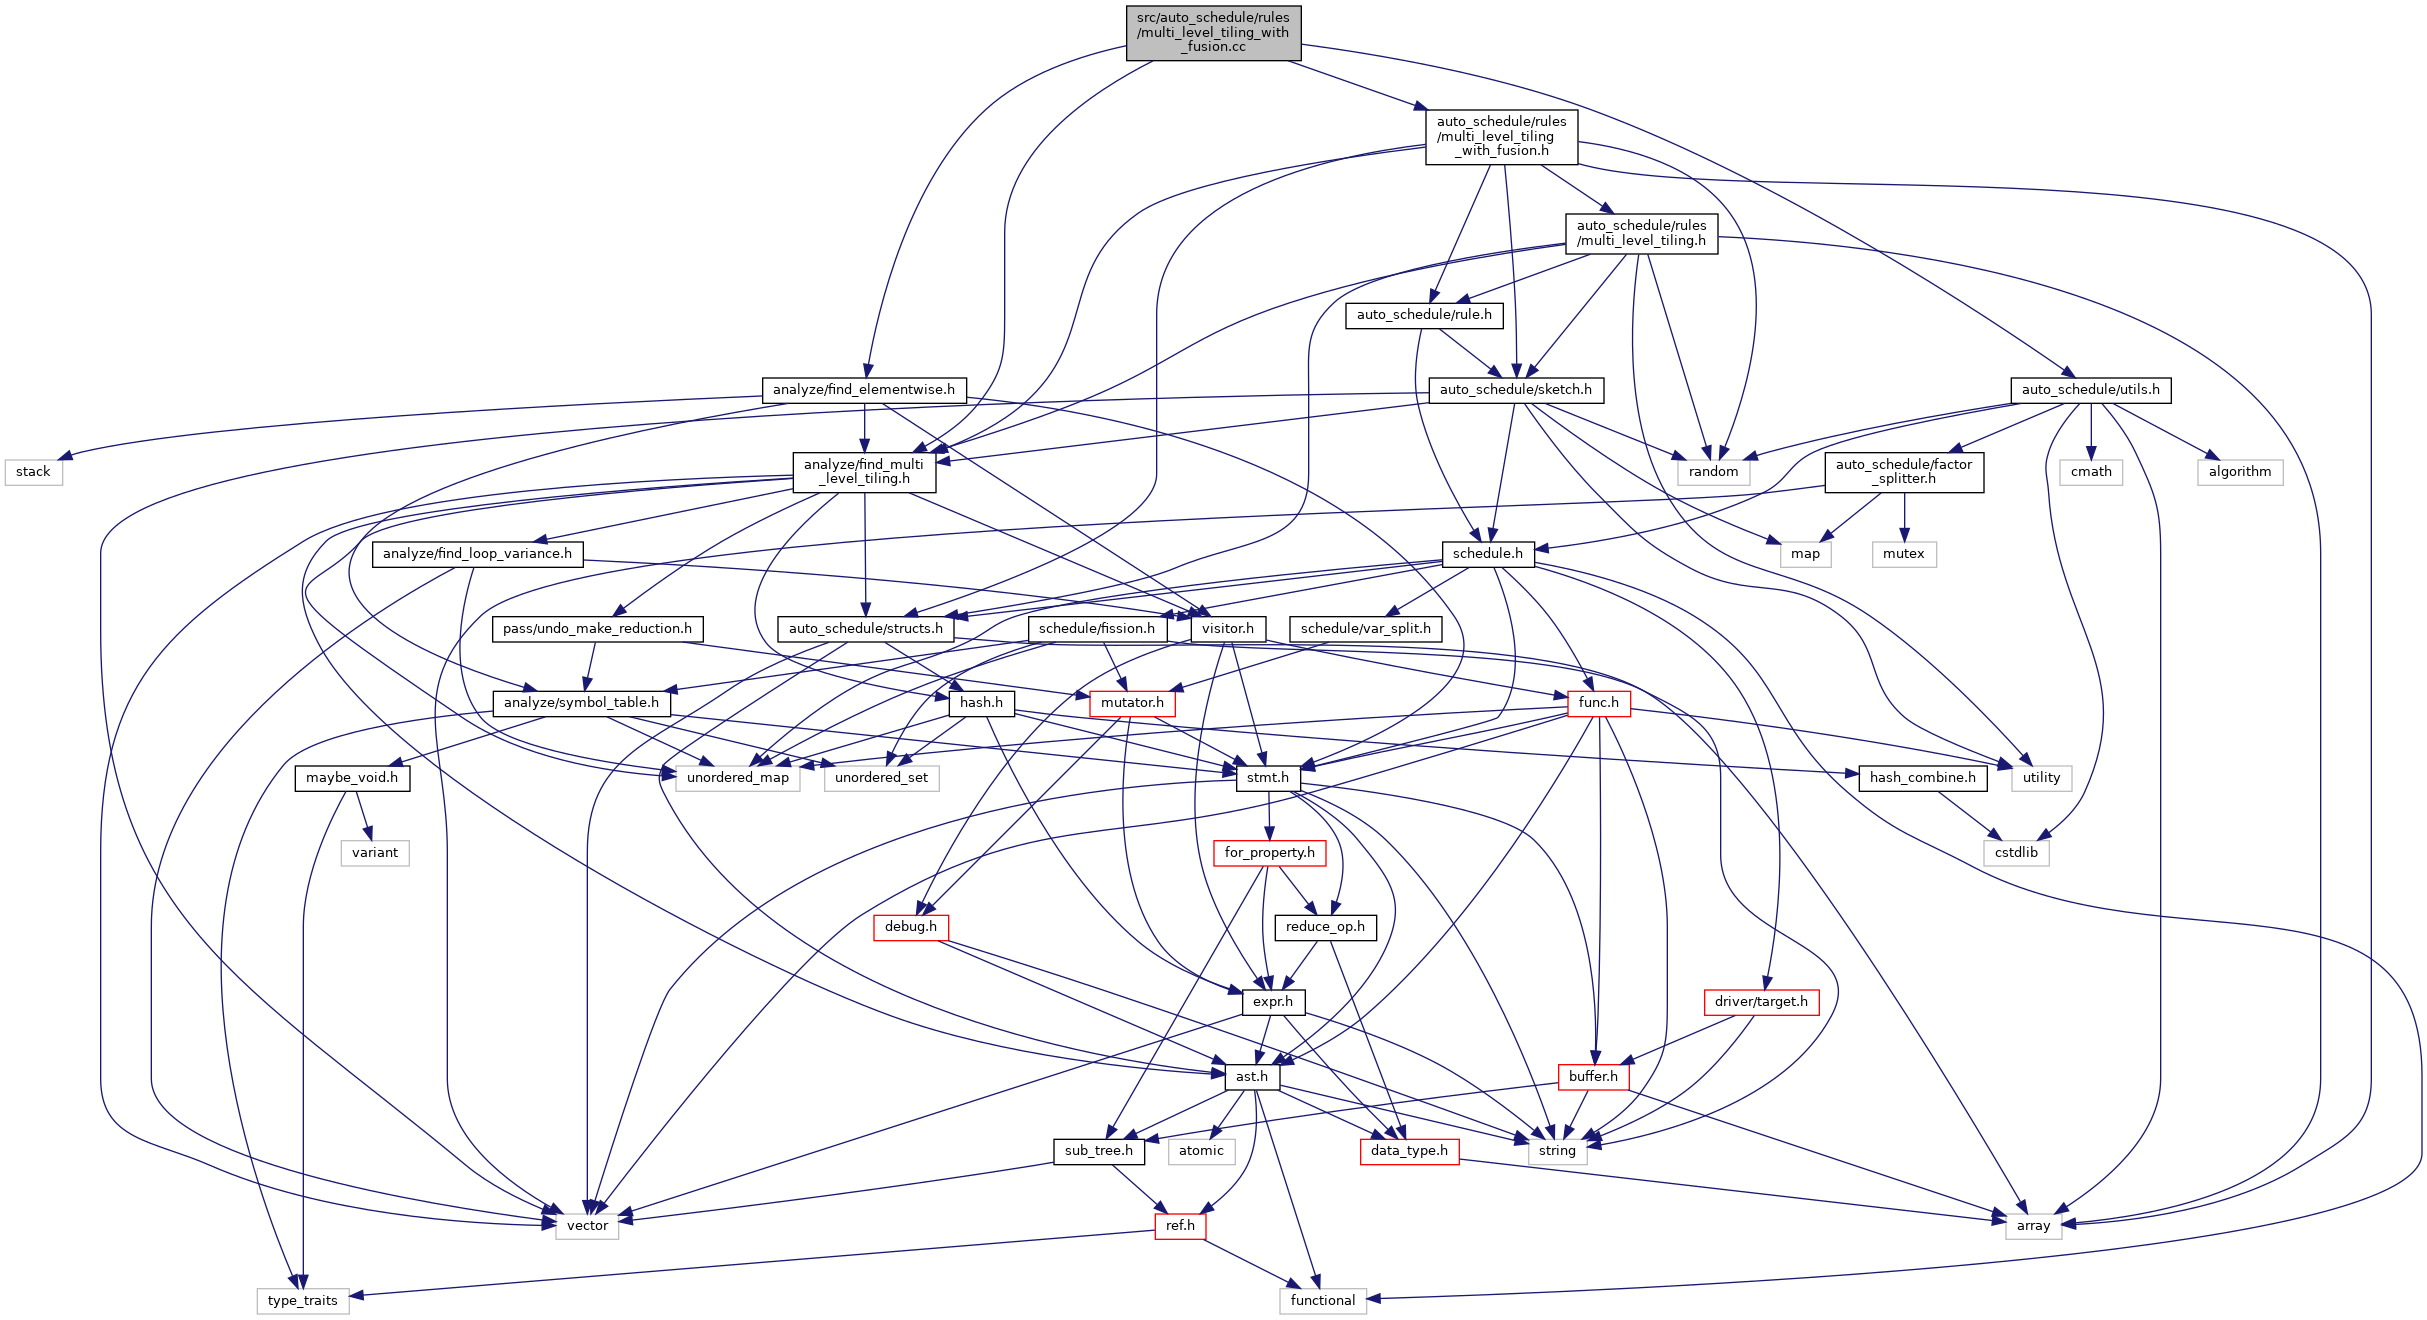 src/auto_schedule/rules
/multi_level_tiling_with
_fusion.cc
auto_schedule/rules
/multi_level_tiling
_with_fusion.h
auto_schedule/rules
/multi_level_tiling.h
auto_schedule/rule.h
analyze/find_elementwise.h
auto_schedule/sketch.h
auto_schedule/utils.h
stack
analyze/find_multi
_level_tiling.h
random
auto_schedule/factor
_splitter.h
cmath
algorithm
analyze/find_loop_variance.h
schedule.h
map
mutex
pass/undo_make_reduction.h
auto_schedule/structs.h
schedule/fission.h
visitor.h
schedule/var_split.h
analyze/symbol_table.h
hash.h
mutator.h
func.h
maybe_void.h
unordered_map
unordered_set
stmt.h
hash_combine.h
utility
variant
for_property.h
cstdlib
debug.h
reduce_op.h
expr.h
driver/target.h
ast.h
buffer.h
sub_tree.h
atomic
data_type.h
string
vector
ref.h
array
type_traits
functional